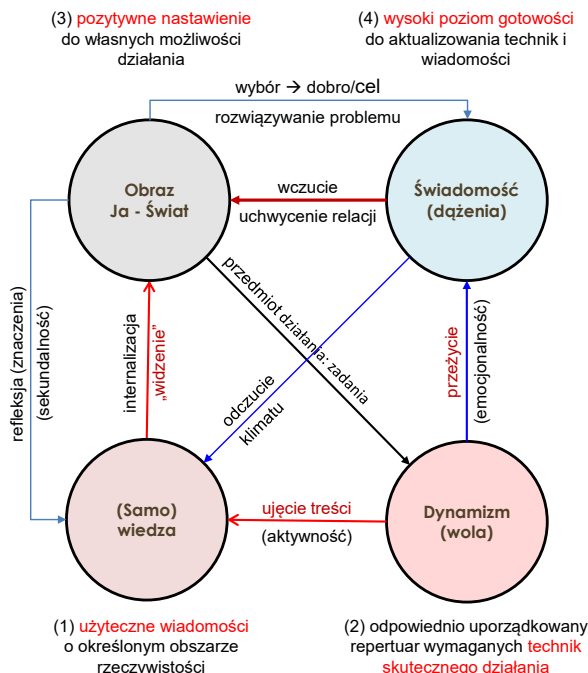 (3) pozytywne nastawienie
do własnych możliwości
działania
(4) wysoki poziom gotowości
do aktualizowania technik i
wiadomości
wybór → dobro/cel
rozwiązywanie problemu
Obraz
Ja - Świat
wczucie
uchwycenie relacji
Świadomość
(dążenia)
refleksja (znaczenia)
(sekundalność)
internalizacja
„widzenie”
przedmiot działania: zadania
odczucie
klimatu
przeżycie
(emocjonalność)
(Samo)
wiedza
ujęcie treści
(aktywność)
Dynamizm
(wola)
(1) użyteczne wiadomości
o określonym obszarze
rzeczywistości
(2) odpowiednio uporządkowany
repertuar wymaganych technik
skutecznego działania